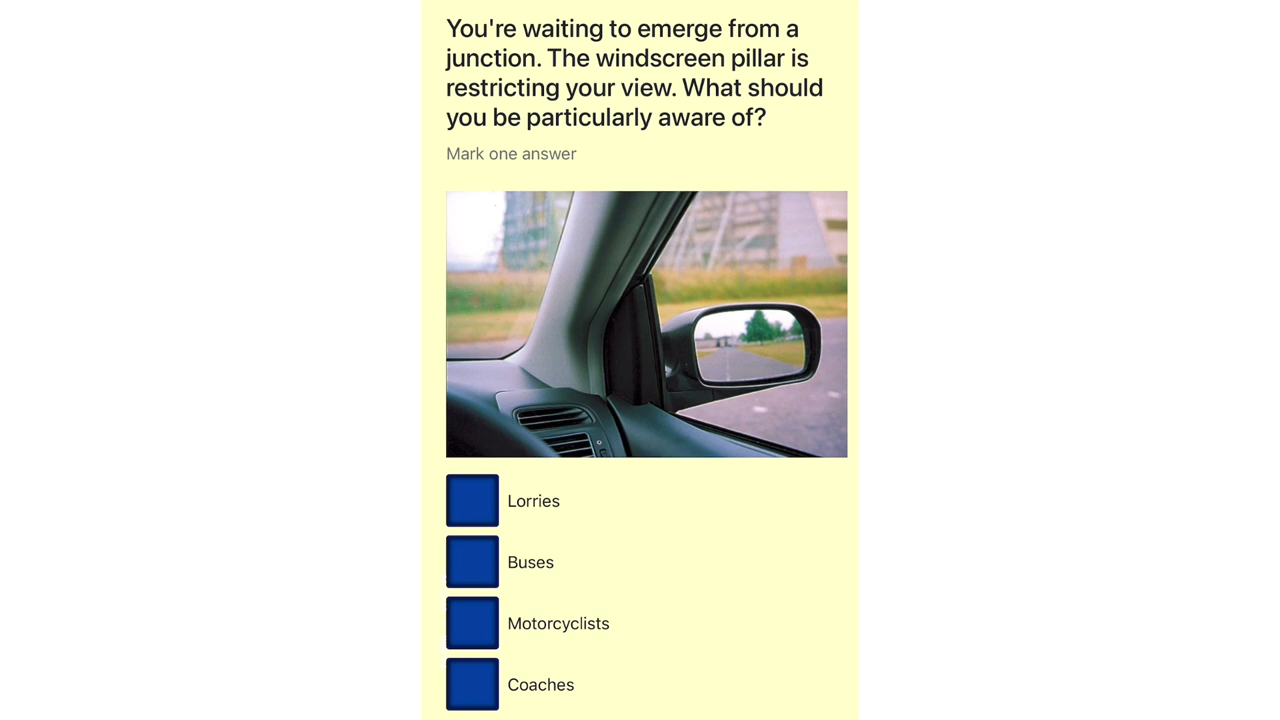 You're waiting to emerge from a
junction. The windscreen pillar is
restricting your view. What should
you be particularly aware of?
Mark one answer
Lorries
Buses
Motorcyclists
Coaches